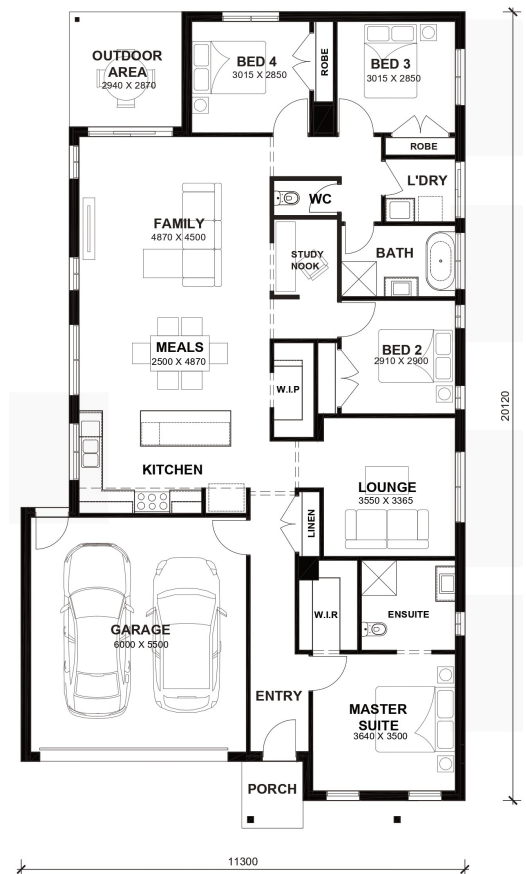 OUTDOOR
AREA
2940 X 2870
BED 4
3015 X 2850
ROBE
BED 3
3015 X 2850
ROBE
L'DRY
WC
FAMILY
4870 X 4500
STUDY
NOOK
BATH
MEALS
2500 X 4870
BED 2
2910 X 2900
W.I.P
20120
KITCHEN
LOUNGE
3550 X 3365
LINEN
GARAGE
6000 X 5500
W.I.R
ENSUITE
ENTRY
MASTER
SUITE
3640 X 3500
PORCH
11300